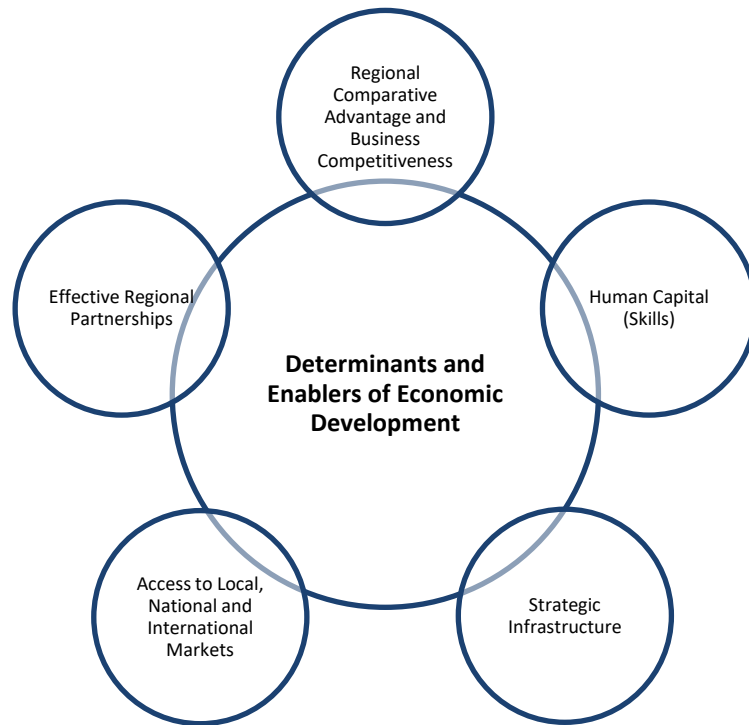 Regional
Comparative
Advantage and
Business
Competitiveness
Effective Regional
Partnerships
Human Capital
(Skills)
Determinants and
Enablers of Economic
Development
Access to Local,
National and
International
Markets
Strategic
Infrastructure